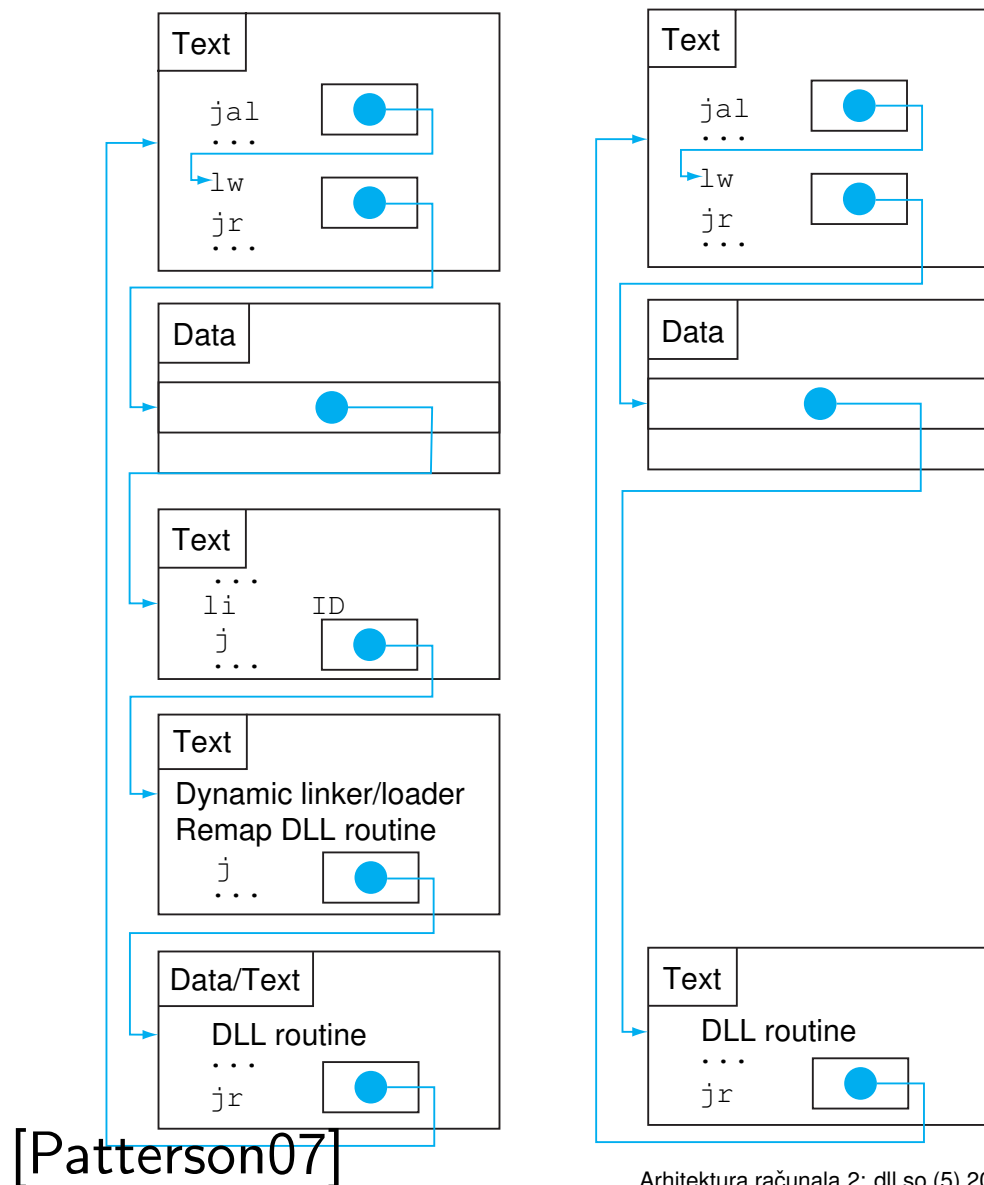 Text
jal
...
lw
jr
...
Data
Text
...
li ID
j
...
Text
Dynamic linker/loader
Remap DLL routine
j
...
Data/Text
DLL routine
...
jr
Text
jal
...
lw
jr
...
Data
Text
DLL routine
...
jr
[Patterson07]
Arhitektura računala 2: dll,so (5) 20